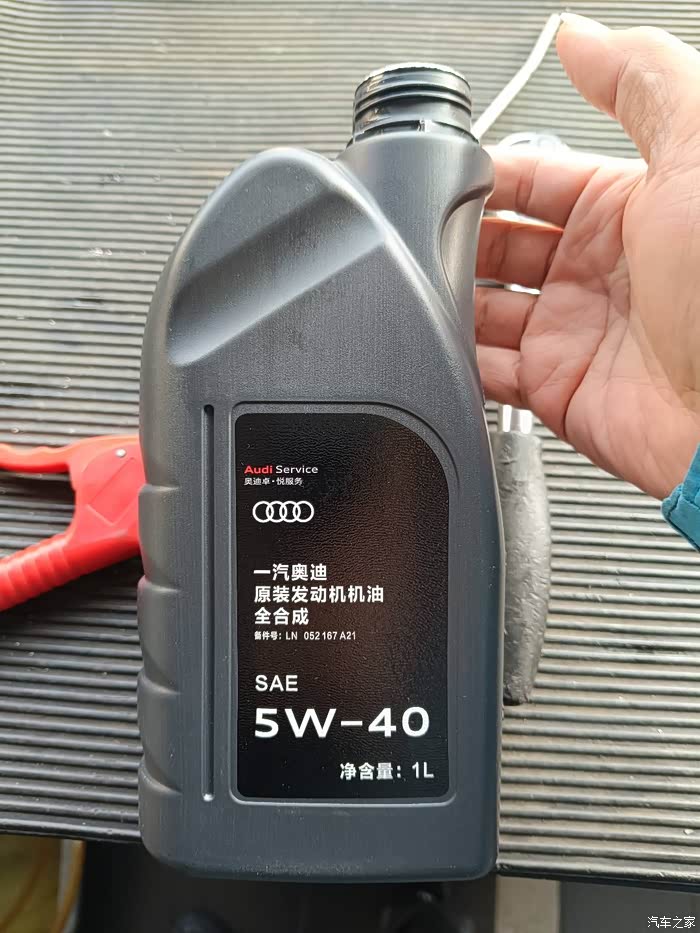 Audi Service
奥迪卓·悦服务
一汽奥迪
原装发动机机油
全合成
备件号：LN 052 167 A21
SAE
5W-40
净含量：1L
汽车之家